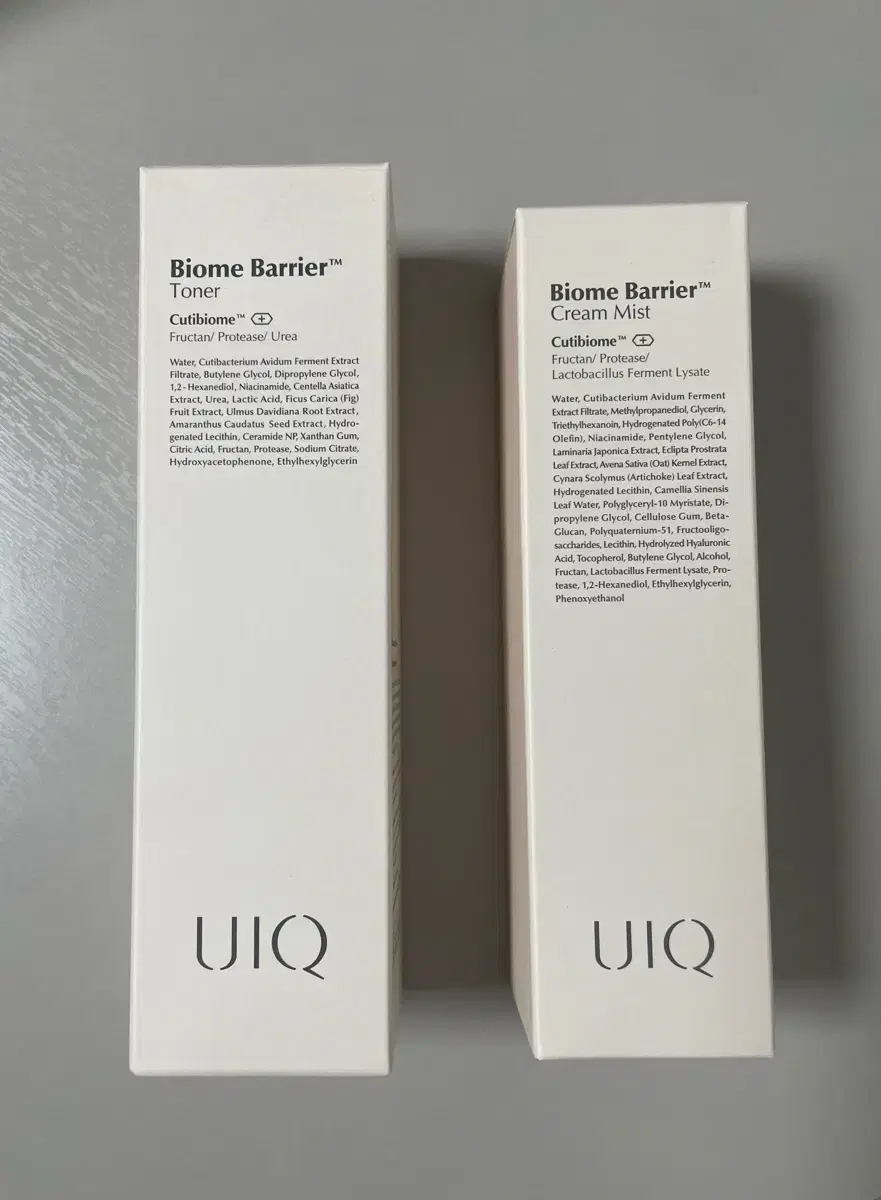 Biome Barrier™
Toner
Cutibiome™ +
Fructan/ Protease/ Urea
Water, Cutibacterium Avidum Ferment Extract
Filtrate, Butylene Glycol, Dipropylene Glycol,
1,2-Hexanediol, Niacinamide, Centella Asiatica
Extract, Urea, Lactic Acid, Ficus Carica (Fig)
Fruit Extract, Ulmus Davidiana Root Extract,
Amaranthus Caudatus Seed Extract, Hydro-
genated Lecithin, Ceramide NP, Xanthan Gum,
Citric Acid, Fructan, Protease, Sodium Citrate,
Hydroxyacetophenone, Ethylhexylglycerin
UIQ
Biome Barrier™
Cream Mist
Cutibiome™ +
Fructan/ Protease/
Lactobacillus Ferment Lysate
Water, Cutibacterium Avidum Ferment
Extract Filtrate, Methylpropanediol, Glycerin,
Triethylhexanoin, Hydrogenated Poly(C6-14
Olefin), Niacinamide, Pentylene Glycol,
Laminaria Japonica Extract, Eclipta Prostrata
Leaf Extract, Avena Sativa (Oat) Kernel Extract,
Cynara Scolymus (Artichoke) Leaf Extract,
Hydrogenated Lecithin, Camellia Sinensis
Leaf Water, Polyglyceryl-10 Myristate, Di-
propylene Glycol, Cellulose Gum, Beta-
Glucan, Polyquaternium-51, Fructooligo-
saccharides, Lecithin, Hydrolyzed Hyaluronic
Acid, Tocopherol, Butylene Glycol, Alcohol,
Fructan, Lactobacillus Ferment Lysate, Pro-
tease, 1,2-Hexanediol, Ethylhexylglycerin,
Phenoxyethanol
UIQ